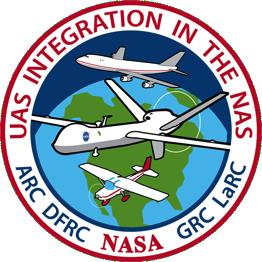 UAS INTEGRATION IN THE NAS
ARC DFRC NASA GRC LaRC